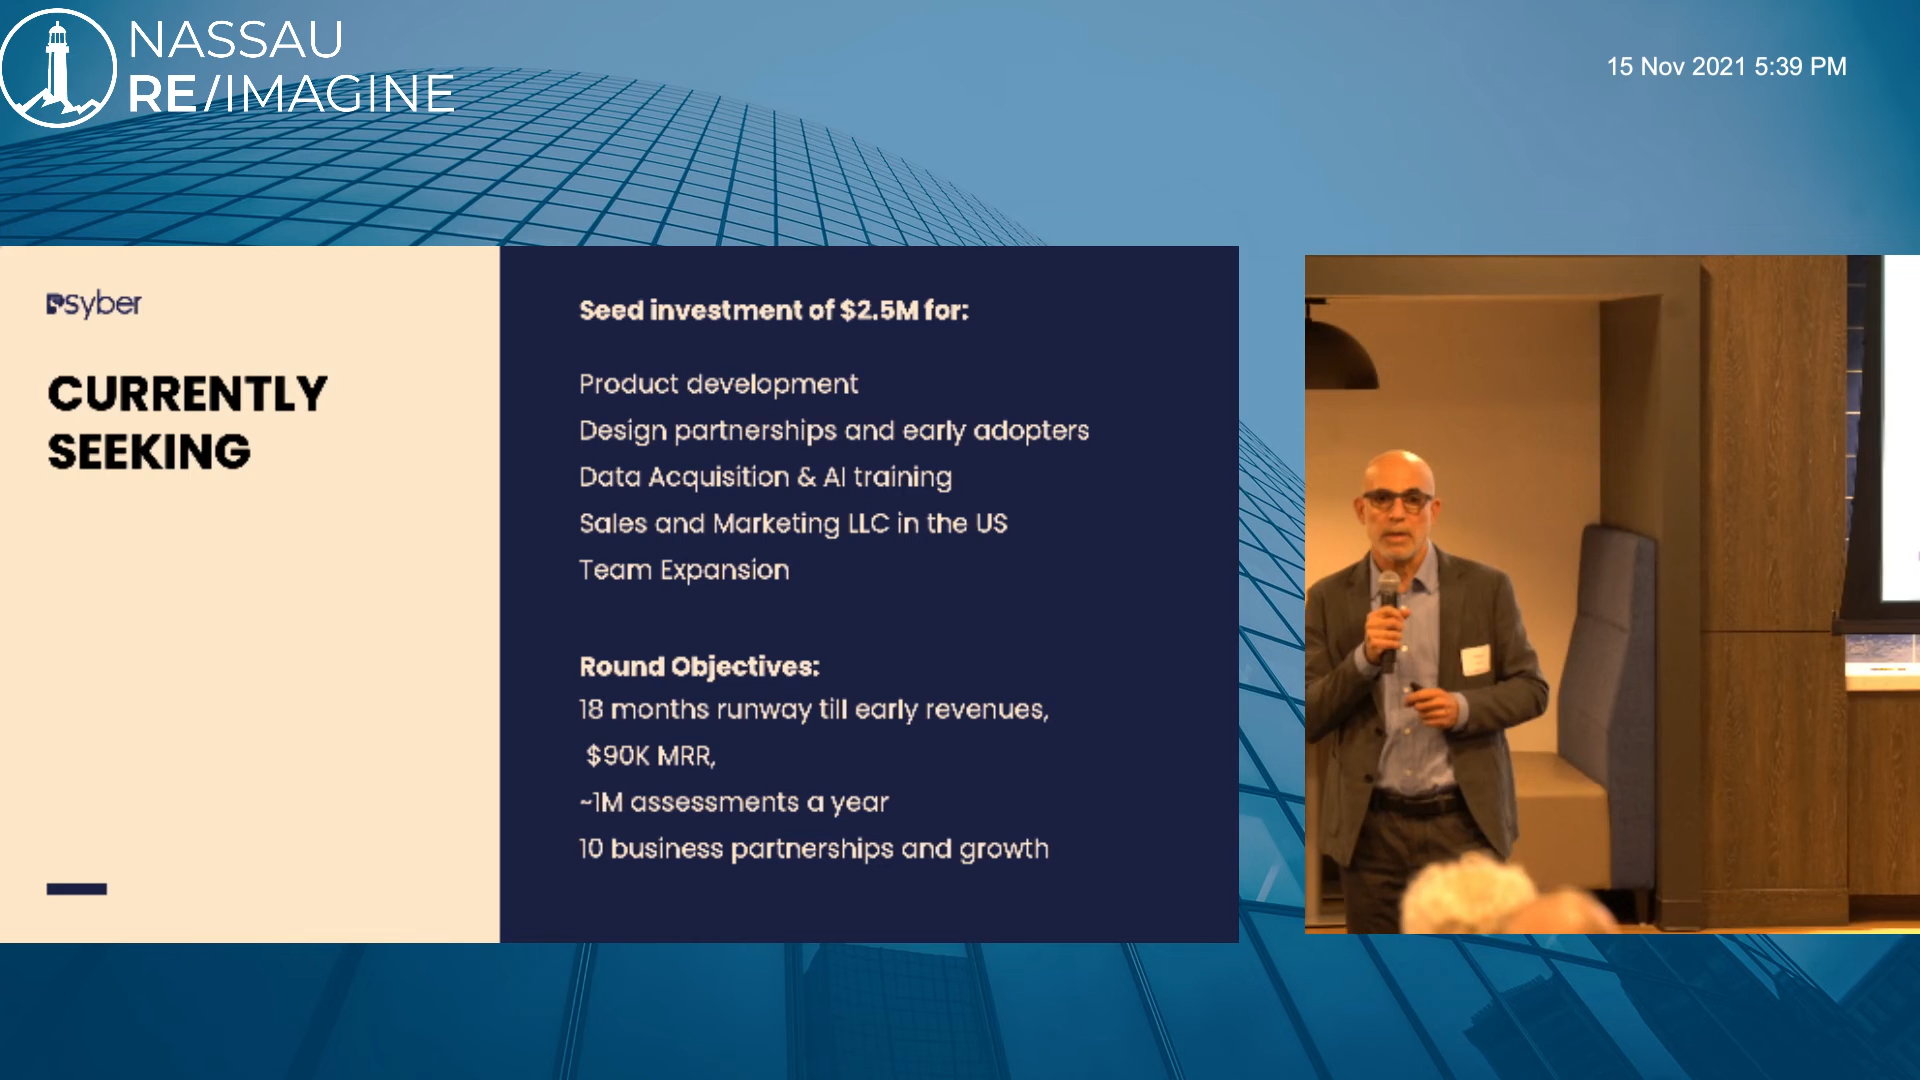 NASSAU
RE/IMAGINE
15 Nov 2021 5:39 PM
Psyber
CURRENTLY
SEEKING
Seed investment of $2.5M for:
Product development
Design partnerships and early adopters
Data Acquisition & AI training
Sales and Marketing LLC in the US
Team Expansion
Round Objectives:
18 months runway till early revenues,
$90K MRR,
~1M assessments a year
10 business partnerships and growth